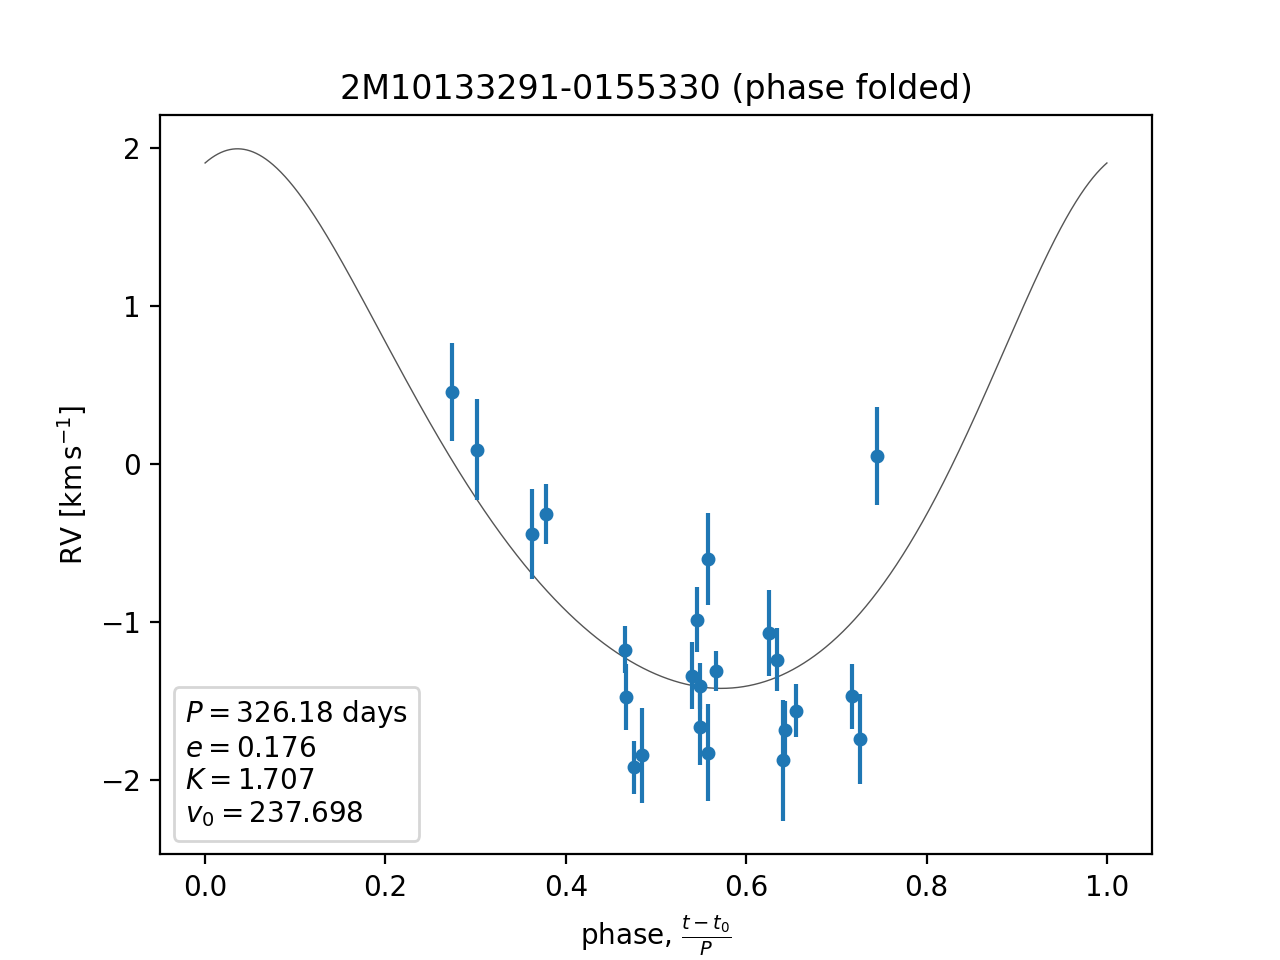 2M10133291-0155330 (phase folded)
2
1
0
−1
−2
RV [km s⁻¹]
P = 326.18 days
e = 0.176
K = 1.707
v₀ = 237.698
0.0 0.2 0.4 0.6 0.8 1.0
phase, (t − t₀)/P